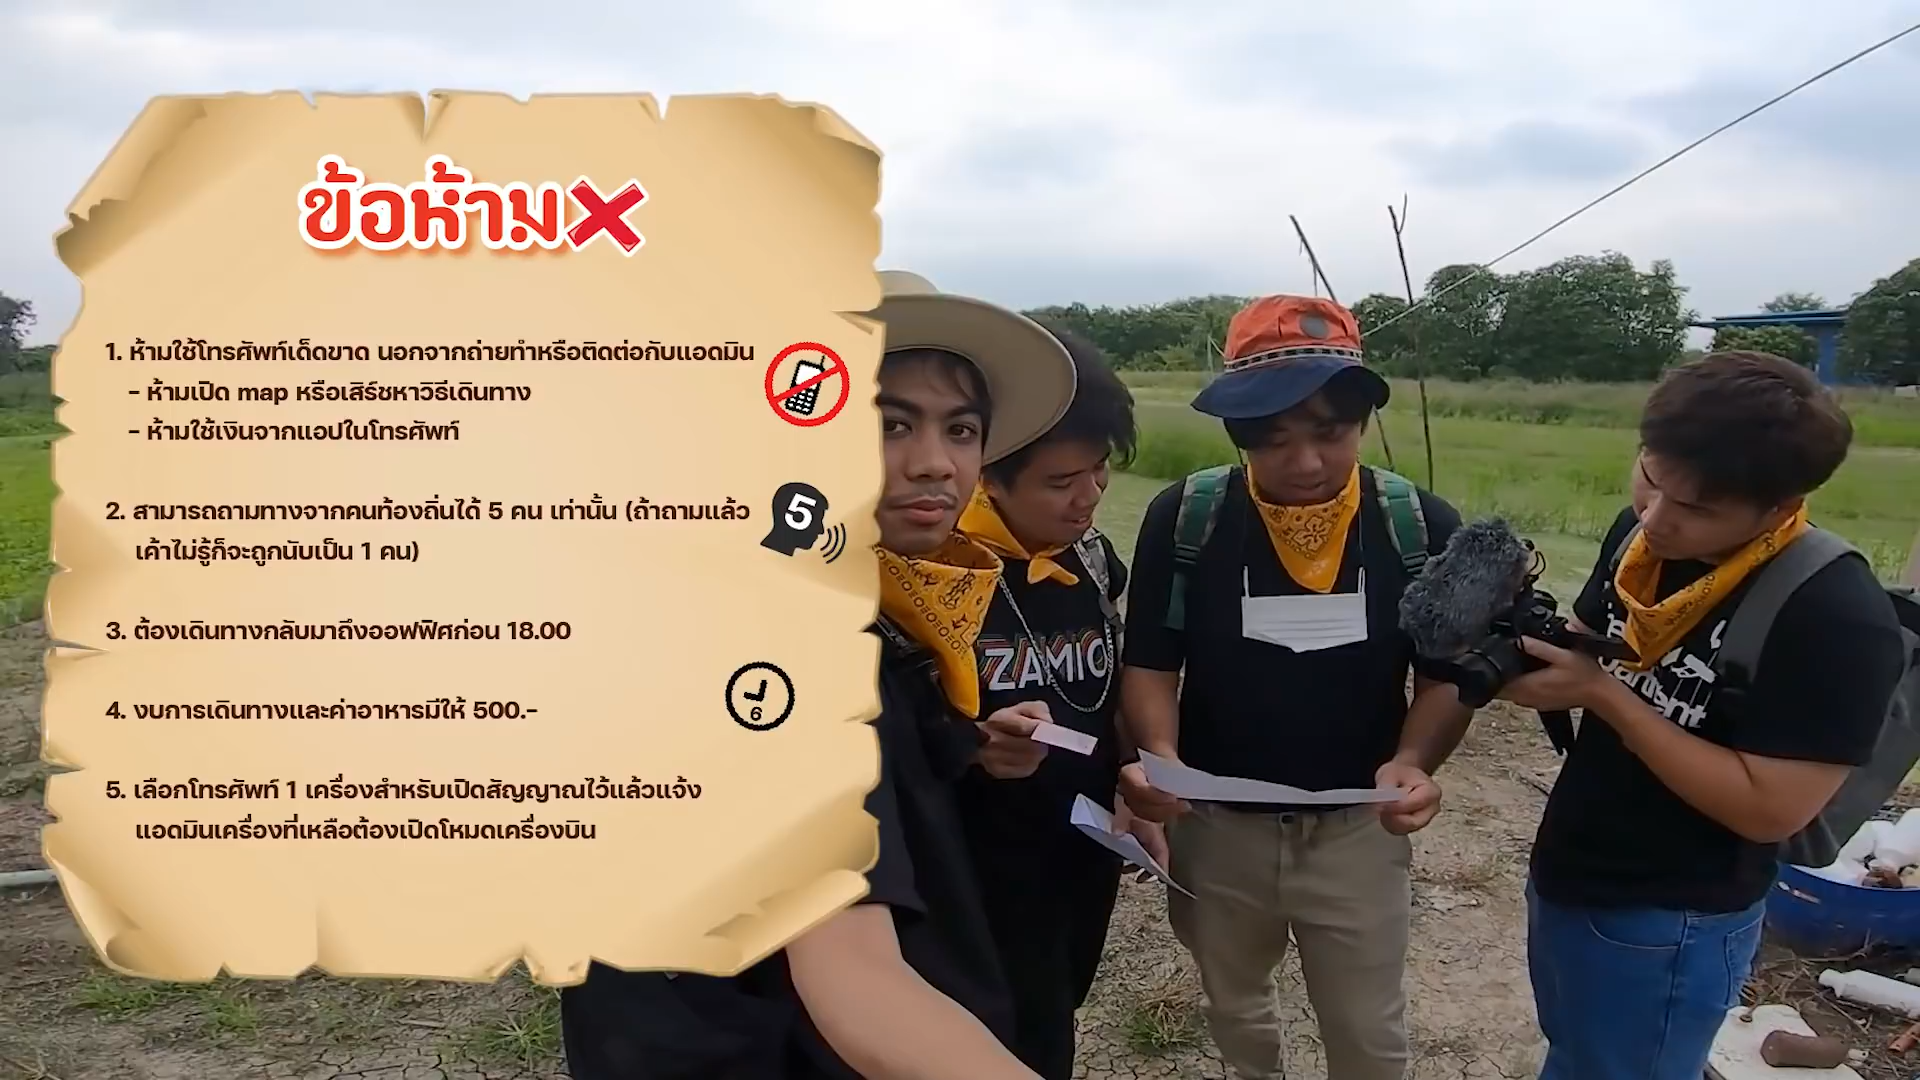 ข้อห้าม
1. ห้ามใช้โทรศัพท์เด็ดขาด นอกจากถ่ายทำหรือติดต่อกับแอดมิน
- ห้ามเปิด map หรือเสิร์ชหาวิธีเดินทาง
- ห้ามใช้เงินจากแอปในโทรศัพท์
2. สามารถถามทางจากคนท้องถิ่นได้ 5 คน เท่านั้น (ถ้าถามแล้ว
เค้าไม่รู้ก็จะถูกนับเป็น 1 คน)
5
3. ต้องเดินทางกลับมาถึงออฟฟิศก่อน 18.00
4. งบการเดินทางและค่าอาหารมีให้ 500.-
6
5. เลือกโทรศัพท์ 1 เครื่องสำหรับเปิดสัญญาณไว้แล้วแจ้ง
แอดมินเครื่องที่เหลือต้องเปิดโหมดเครื่องบิน
ZAMIO